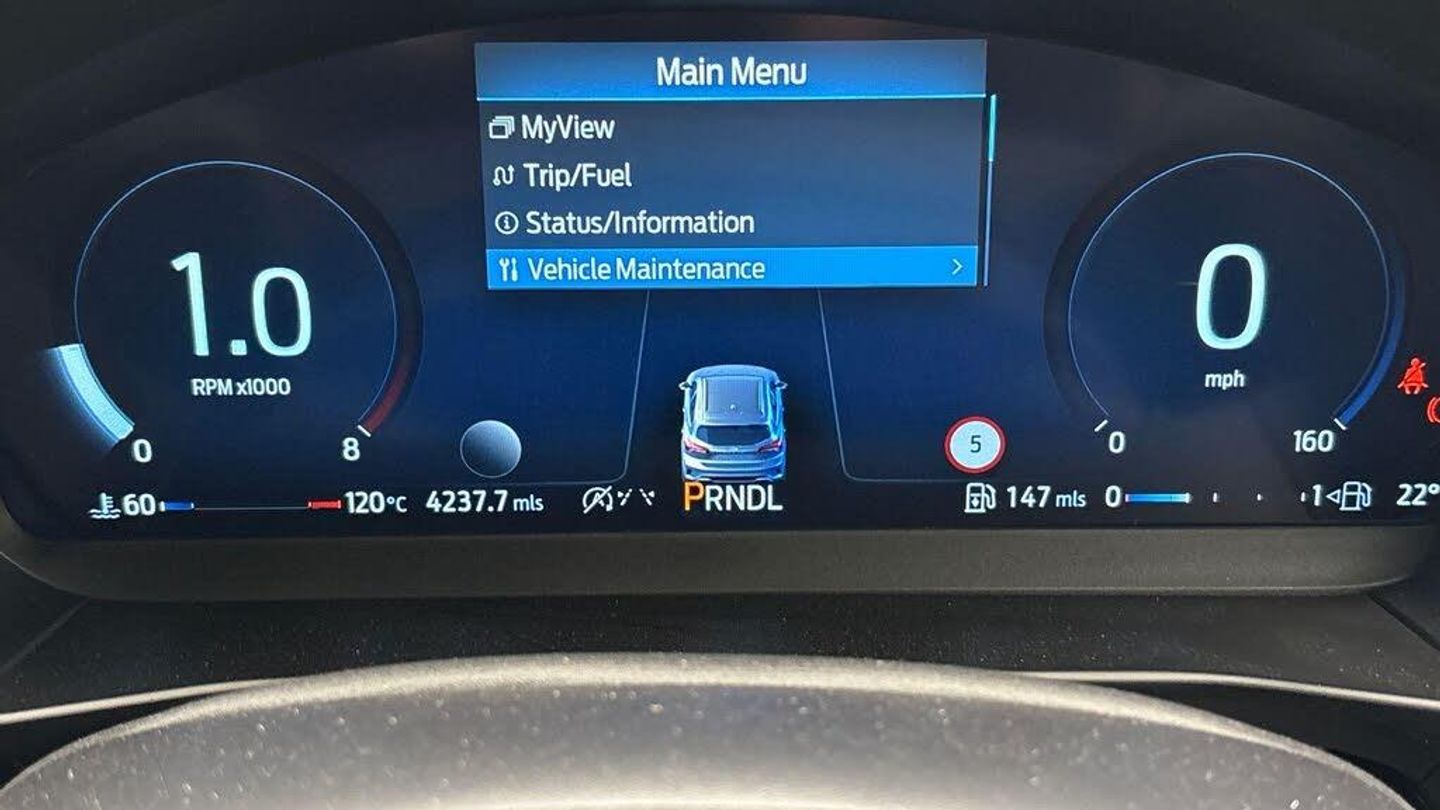 Main Menu
MyView
Trip/Fuel
Status/Information
Vehicle Maintenance
1.0
RPM x1000
0
8
0
mph
0
160
5
60
120°C
4237.7 mls
PRNDL
147 mls
0
1
22°